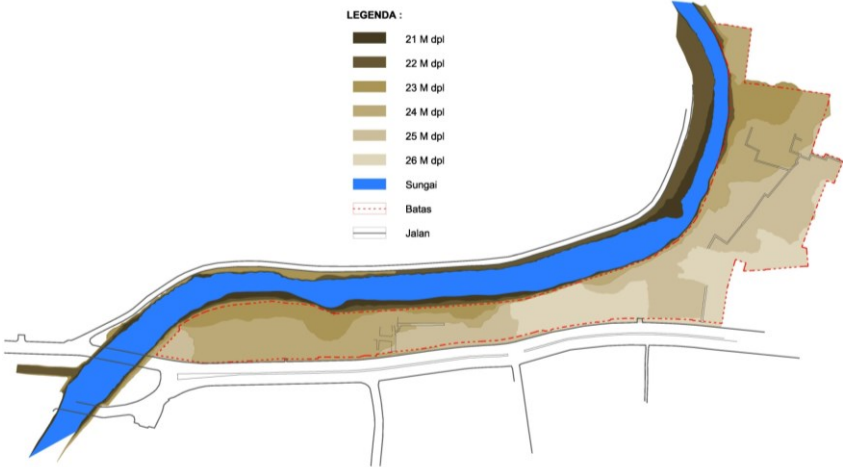 LEGENDA :
21 M dpl
22 M dpl
23 M dpl
24 M dpl
25 M dpl
26 M dpl
Sungai
Batas
Jalan